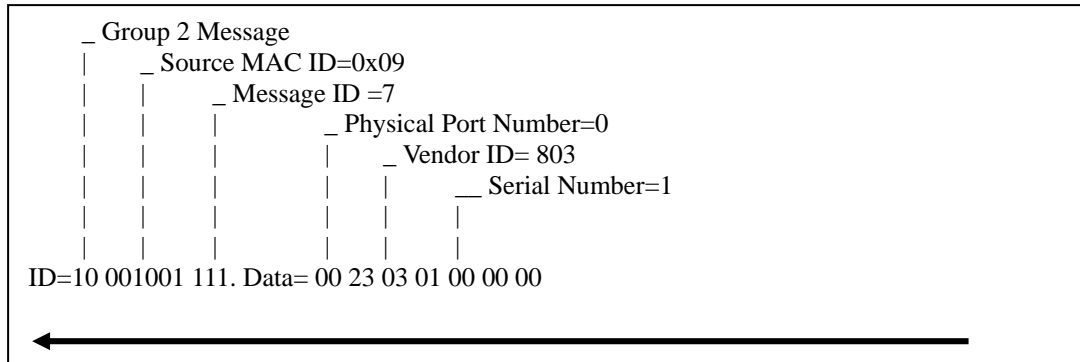 _ Group 2 Message
| _ Source MAC ID=0x09
| | _ Message ID =7
| | | _ Physical Port Number=0
| | | | _ Vendor ID= 803
| | | | | __ Serial Number=1
| | | | | |
| | | | | |
ID=10 001001 111. Data= 00 23 03 01 00 00 00